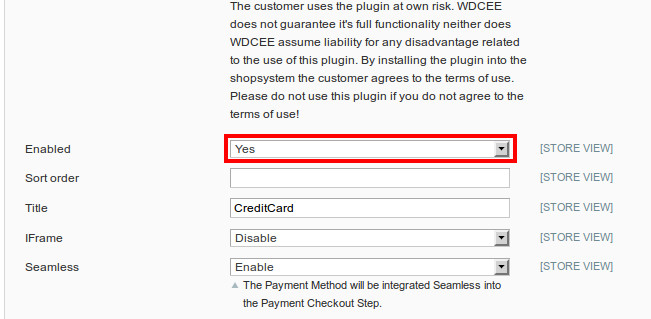 The customer uses the plugin at own risk. WDCEE
does not guarantee it's full functionality neither does
WDCEE assume liability for any disadvantage related
to the use of this plugin. By installing the plugin into the
shopsystem the customer agrees to the terms of use.
Please do not use this plugin if you do not agree to the
terms of use!
Enabled Yes [STORE VIEW]
Sort order [STORE VIEW]
Title CreditCard [STORE VIEW]
IFrame Disable [STORE VIEW]
Seamless Enable [STORE VIEW]
The Payment Method will be integrated Seamless into
the Payment Checkout Step.